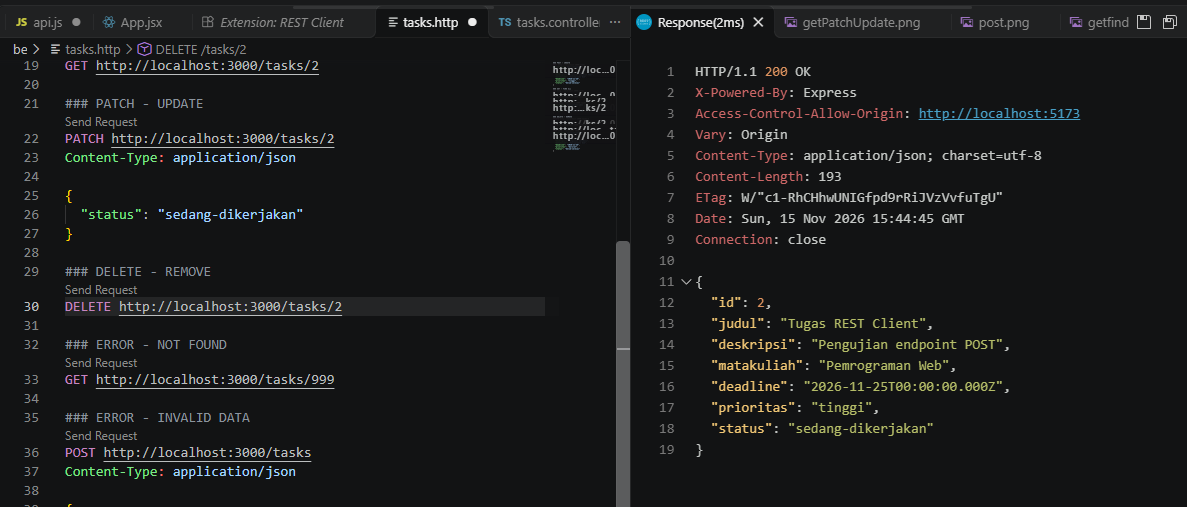 JS api.js
App.jsx
Extension: REST Client
tasks.http
TS tasks.controller
...
be > tasks.http > DELETE /tasks/2
19 GET http://localhost:3000/tasks/2
20
21 ### PATCH - UPDATE
Send Request
22 PATCH http://localhost:3000/tasks/2
23 Content-Type: application/json
24
25 {
26 "status": "sedang-dikerjakan"
27 }
28
29 ### DELETE - REMOVE
Send Request
30 DELETE http://localhost:3000/tasks/2
31
32 ### ERROR - NOT FOUND
Send Request
33 GET http://localhost:3000/tasks/999
34
35 ### ERROR - INVALID DATA
Send Request
36 POST http://localhost:3000/tasks
37 Content-Type: application/json
38
Response(2ms)
getPatchUpdate.png
post.png
getfind
1 HTTP/1.1 200 OK
2 X-Powered-By: Express
3 Access-Control-Allow-Origin: http://localhost:5173
4 Vary: Origin
5 Content-Type: application/json; charset=utf-8
6 Content-Length: 193
7 ETag: W/"c1-RhCHhwUNIGfpd9rRiJVzVvfuTgU"
8 Date: Sun, 15 Nov 2026 15:44:45 GMT
9 Connection: close
10
11 {
12 "id": 2,
13 "judul": "Tugas REST Client",
14 "deskripsi": "Pengujian endpoint POST",
15 "matakuliah": "Pemrograman Web",
16 "deadline": "2026-11-25T00:00:00.000Z",
17 "prioritas": "tinggi",
18 "status": "sedang-dikerjakan"
19 }